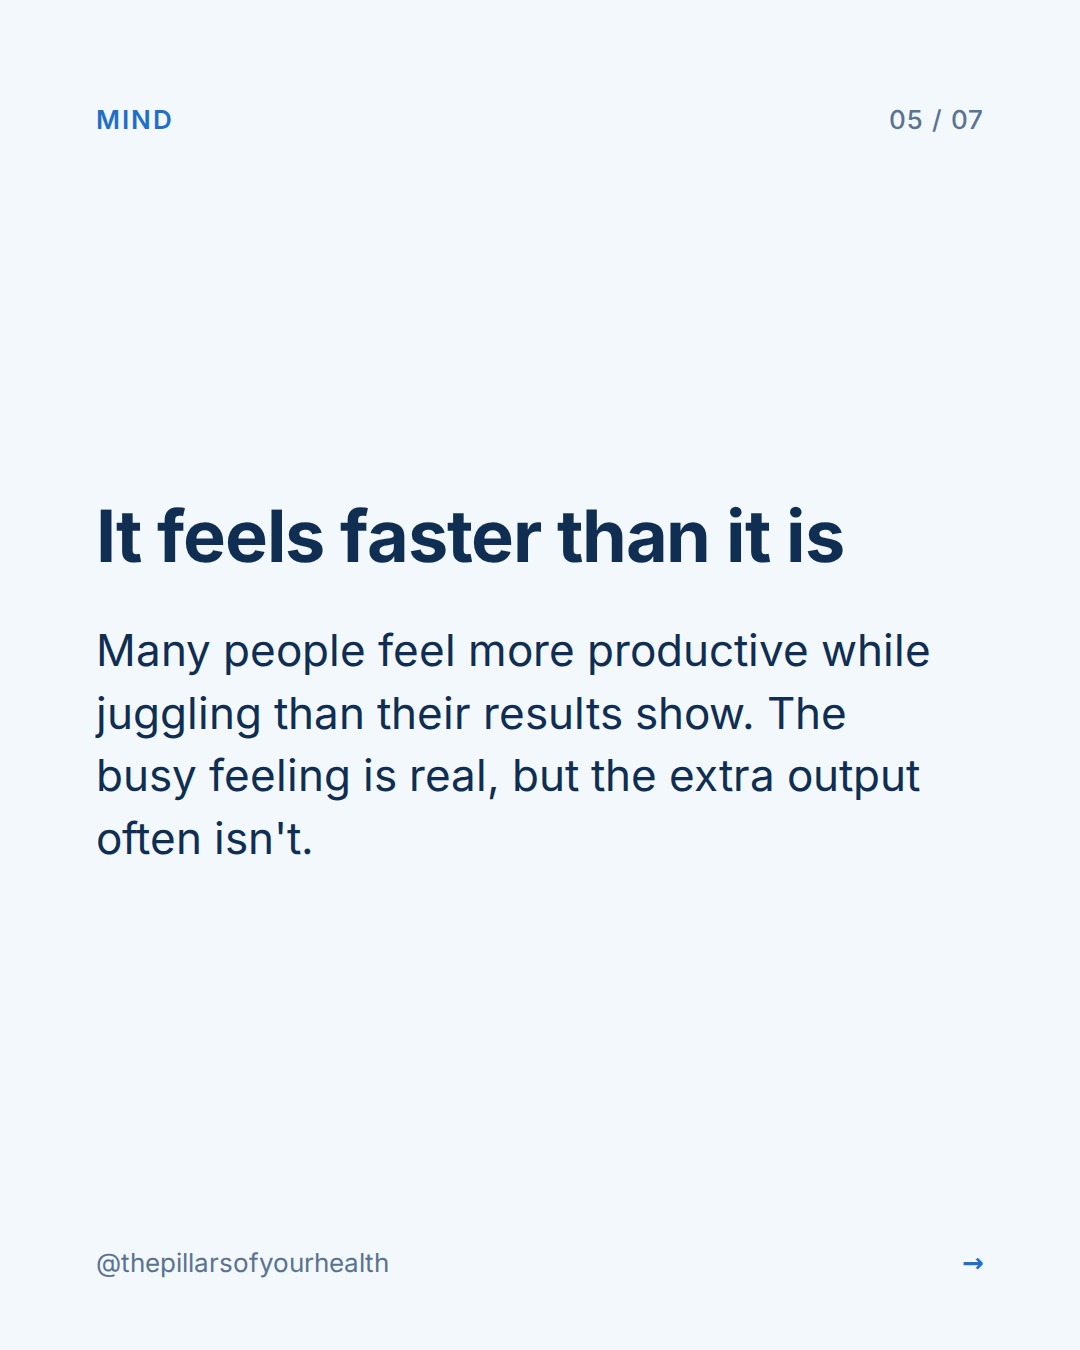 MIND
05 / 07
It feels faster than it is
Many people feel more productive while
juggling than their results show. The
busy feeling is real, but the extra output
often isn't.
@thepillarsofyourhealth
→